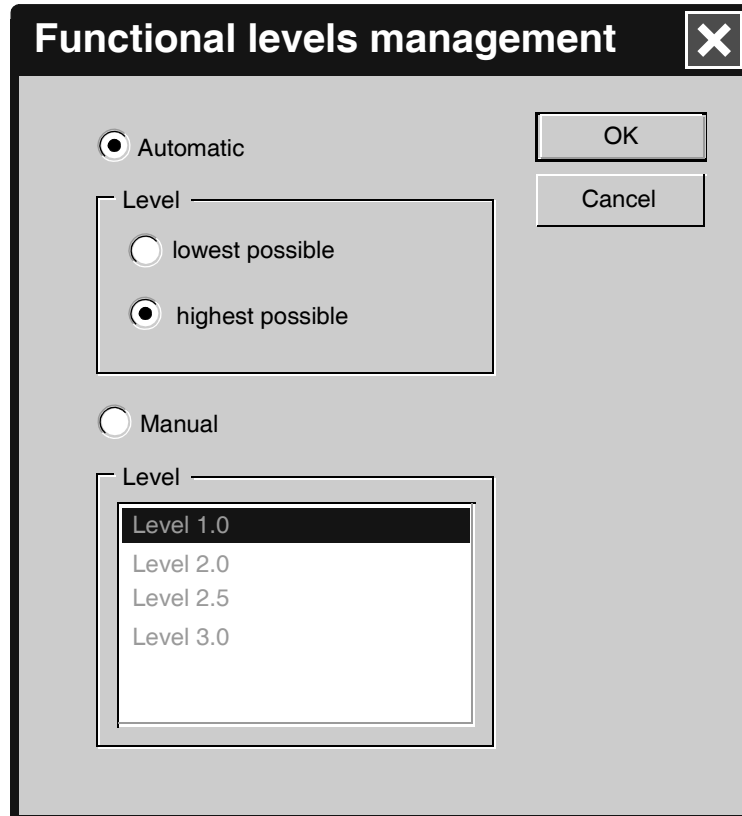 Functional levels management
Automatic
OK
Level
Cancel
lowest possible
highest possible
Manual
Level
Level 1.0
Level 2.0
Level 2.5
Level 3.0